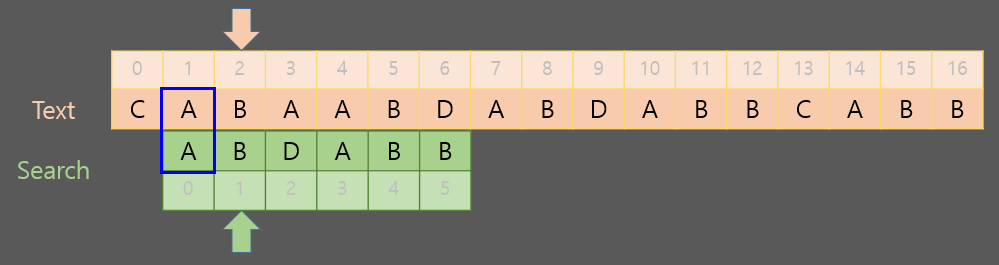 0 1 2 3 4 5 6 7 8 9 10 11 12 13 14 15 16
Text C A B A A B D A B D A B B C A B B
Search A B D A B B
0 1 2 3 4 5